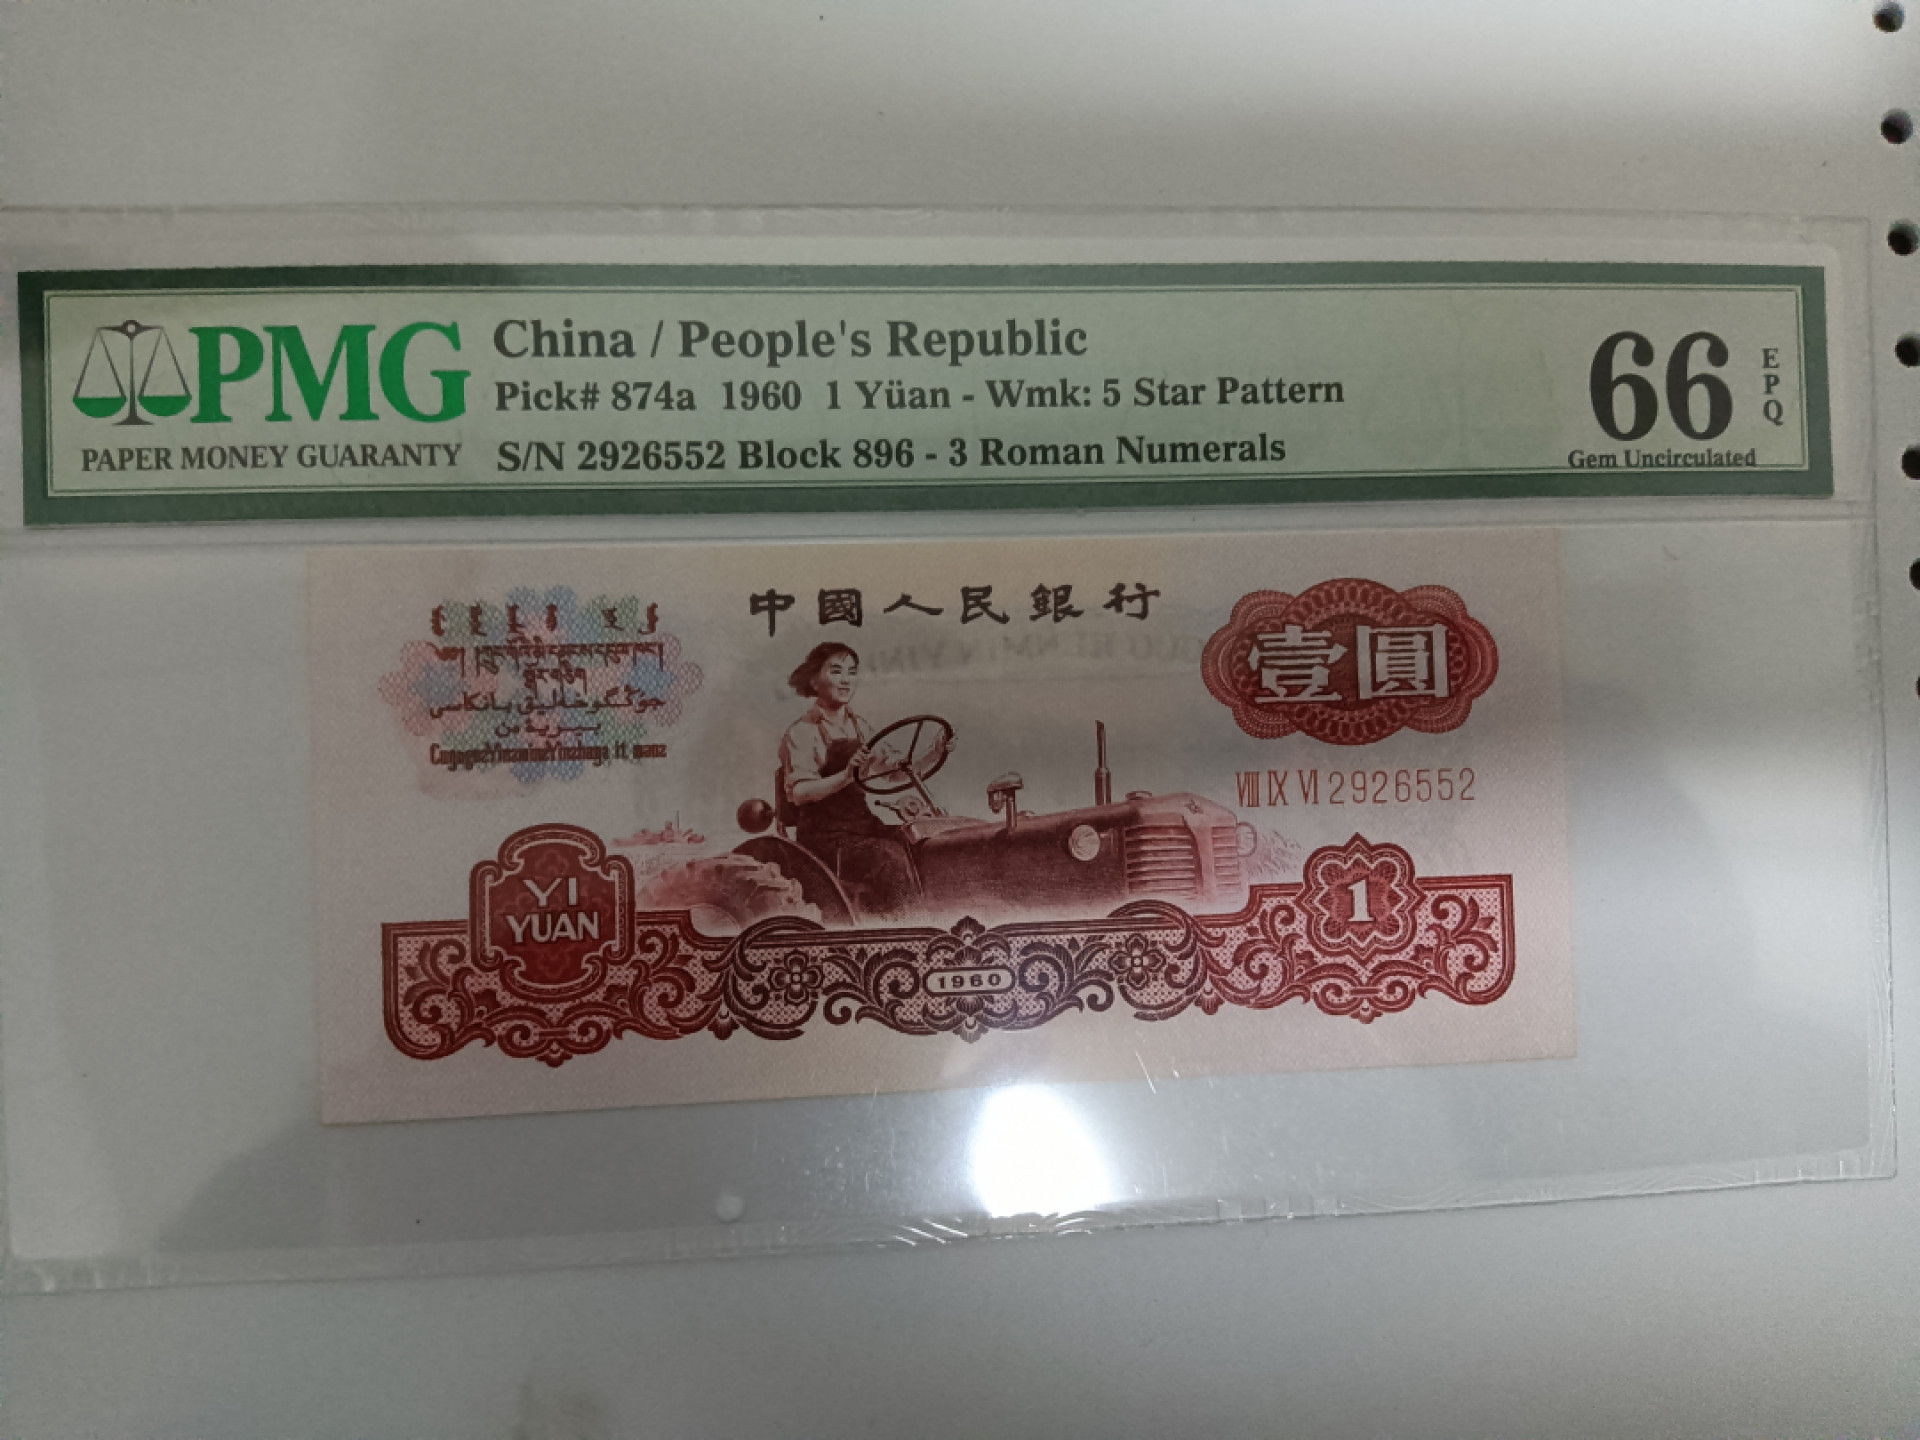 PMG
PAPER MONEY GUARANTY
China / People's Republic
Pick# 874a 1960 1 Yüan - Wmk: 5 Star Pattern
S/N 2926552 Block 896 - 3 Roman Numerals
66 EPQ
Gem Uncirculated
中國人民銀行
壹圓
VIII IX VI 2926552
YI
YUAN
1
1960